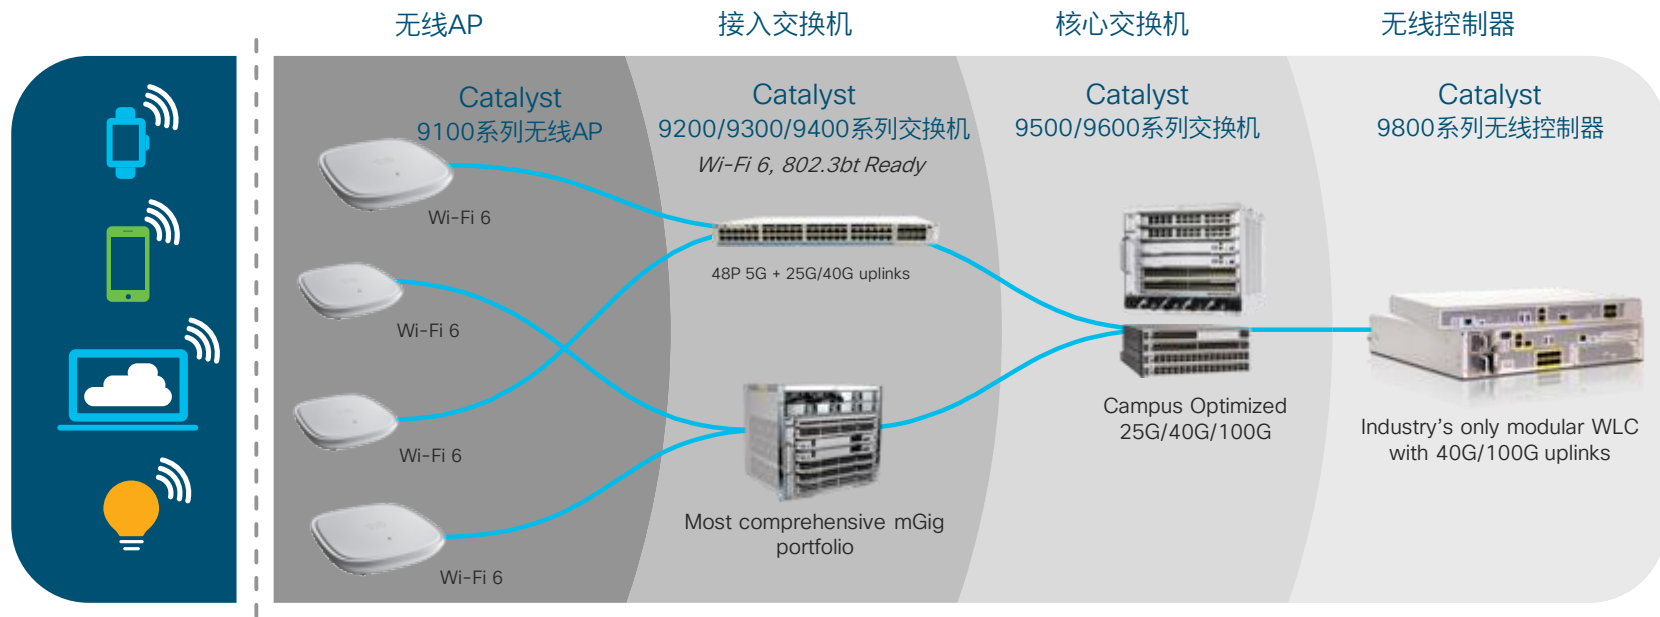 无线AP
接入交换机
核心交换机
无线控制器
Catalyst
9100系列无线AP
Wi-Fi 6
Wi-Fi 6
Wi-Fi 6
Wi-Fi 6
Catalyst
9200/9300/9400系列交换机
Wi-Fi 6, 802.3bt Ready
48P 5G + 25G/40G uplinks
Most comprehensive mGig
portfolio
Catalyst
9500/9600系列交换机
Campus Optimized
25G/40G/100G
Catalyst
9800系列无线控制器
Industry's only modular WLC
with 40G/100G uplinks